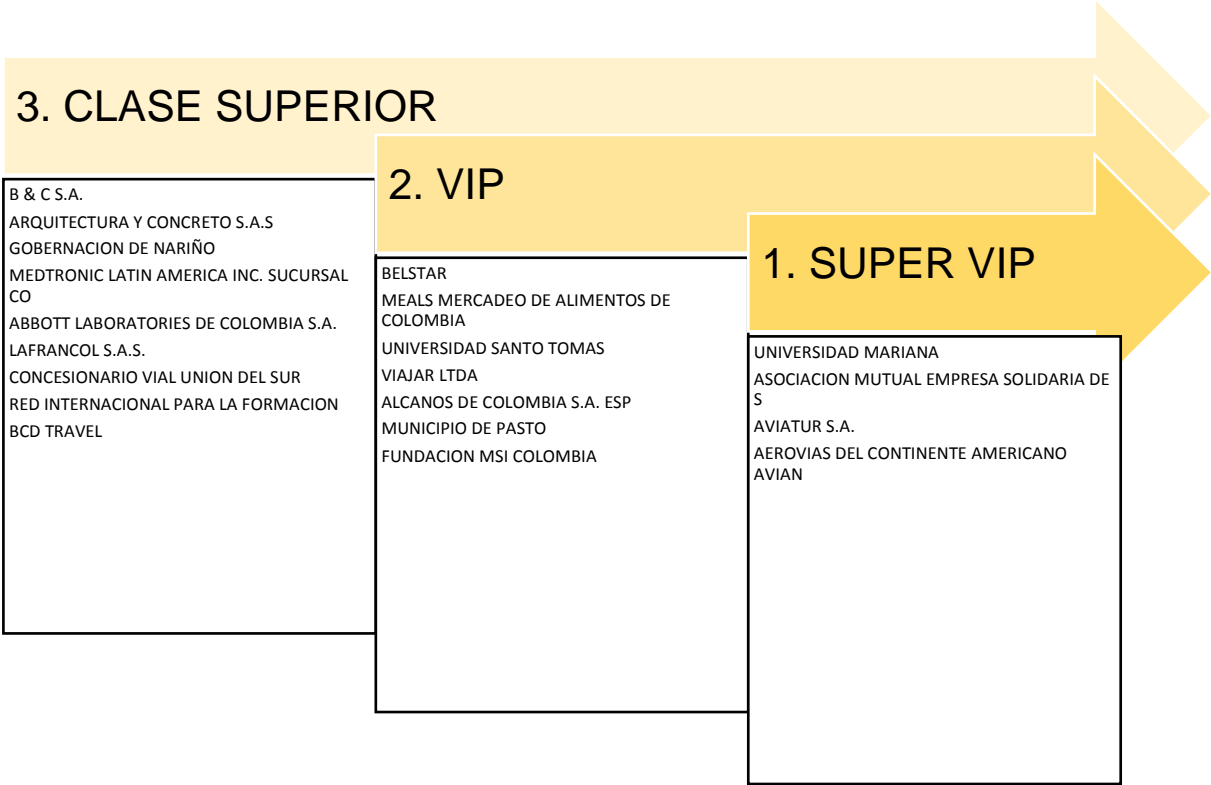 3. CLASE SUPERIOR
B & C S.A.
ARQUITECTURA Y CONCRETO S.A.S
GOBERNACION DE NARIÑO
MEDTRONIC LATIN AMERICA INC. SUCURSAL
CO
ABBOTT LABORATORIES DE COLOMBIA S.A.
LAFRANCOL S.A.S.
CONCESIONARIO VIAL UNION DEL SUR
RED INTERNACIONAL PARA LA FORMACION
BCD TRAVEL
2. VIP
BELSTAR
MEALS MERCADEO DE ALIMENTOS DE
COLOMBIA
UNIVERSIDAD SANTO TOMAS
VIAJAR LTDA
ALCANOS DE COLOMBIA S.A. ESP
MUNICIPIO DE PASTO
FUNDACION MSI COLOMBIA
1. SUPER VIP
UNIVERSIDAD MARIANA
ASOCIACION MUTUAL EMPRESA SOLIDARIA DE
S
AVIATUR S.A.
AEROVIAS DEL CONTINENTE AMERICANO
AVIAN